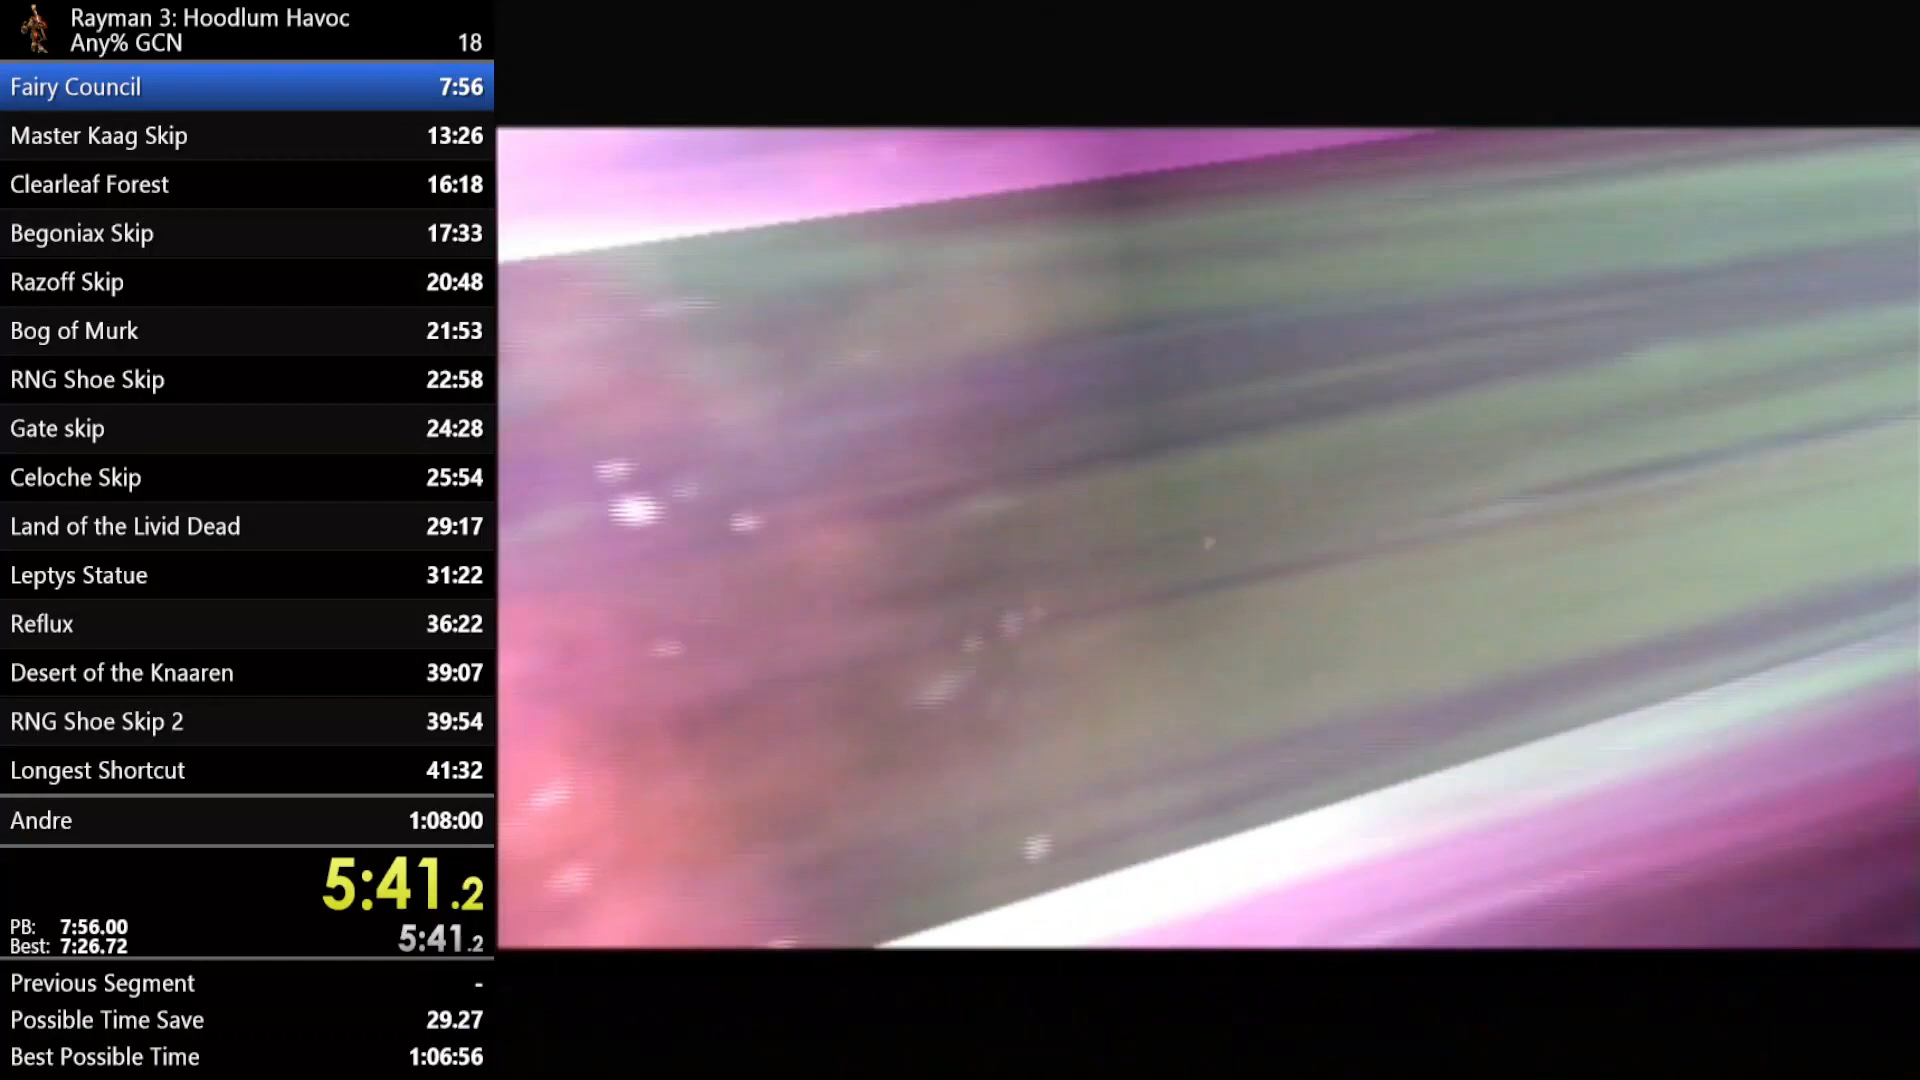 Rayman 3: Hoodlum Havoc
Any% GCN 18
Fairy Council 7:56
Master Kaag Skip 13:26
Clearleaf Forest 16:18
Begoniax Skip 17:33
Razoff Skip 20:48
Bog of Murk 21:53
RNG Shoe Skip 22:58
Gate skip 24:28
Celoche Skip 25:54
Land of the Livid Dead 29:17
Leptys Statue 31:22
Reflux 36:22
Desert of the Knaaren 39:07
RNG Shoe Skip 2 39:54
Longest Shortcut 41:32
Andre 1:08:00
5:41.2
PB: 7:56.00
Best: 7:26.72
5:41.2
Previous Segment -
Possible Time Save 29.27
Best Possible Time 1:06:56